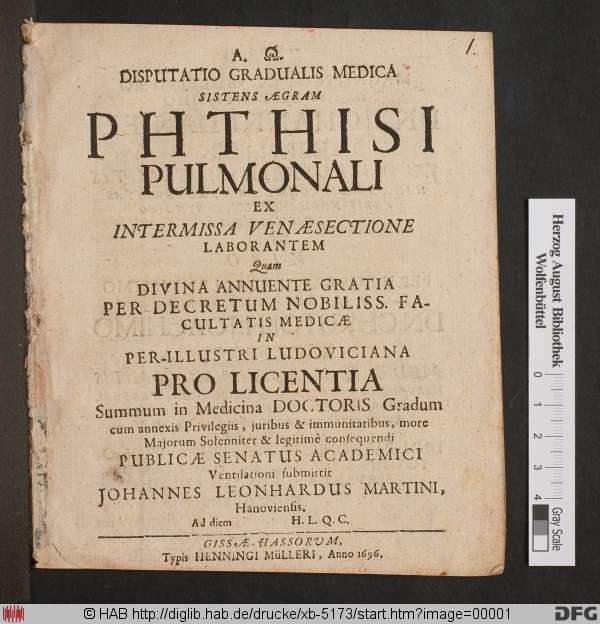 1.
A. Ω.
DISPUTATIO GRADUALIS MEDICA
SISTENS ÆGRAM
PHTHISI
PULMONALI
EX
INTERMISSA VENÆSECTIONE
LABORANTEM
Quam
DIVINA ANNUENTE GRATIA
PER DECRETUM NOBILISS. FA-
CULTATIS MEDICÆ
IN
PER-ILLUSTRI LUDOVICIANA
PRO LICENTIA
Summum in Medicina DOCTORIS Gradum
cum annexis Privilegiis, juribus & immunitatibus, more
Majorum Solenniter & legitimè consequendi
PUBLICÆ SENATUS ACADEMICI
Ventilationi submittit
JOHANNES LEONHARDUS MARTINI,
Hanoviensis.
Ad diem H. L. Q. C.
GISSÆ-HASSORVM,
Typis HENNINGI MüLLERI, Anno 1696.
Herzog August Bibliothek
Wolfenbüttel
0 1 2 3 4
Gray Scale
© HAB http://diglib.hab.de/drucke/xb-5173/start.htm?image=00001
DFG